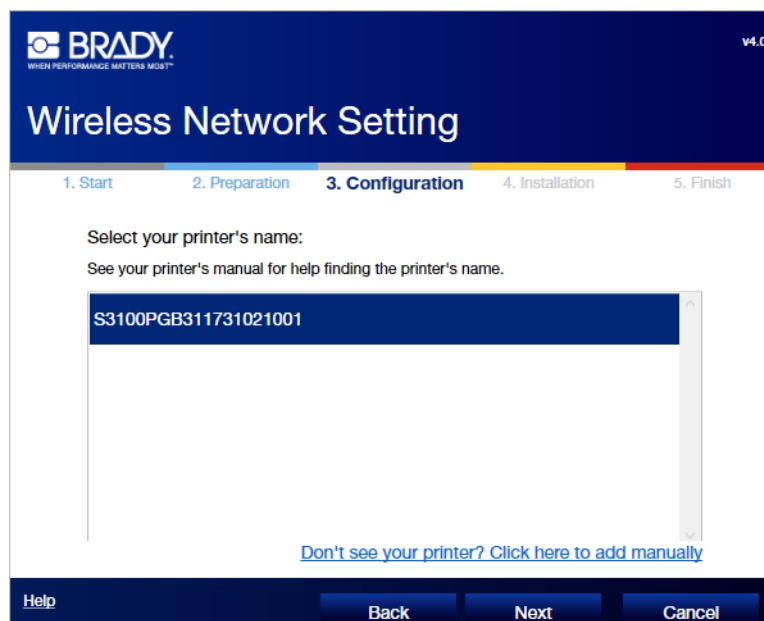 BRADY.
WHEN PERFORMANCE MATTERS MOST™
v4.0
Wireless Network Setting
1. Start 2. Preparation 3. Configuration 4. Installation 5. Finish
Select your printer's name:
See your printer's manual for help finding the printer's name.
S3100PGB311731021001
Don't see your printer? Click here to add manually
Help Back Next Cancel